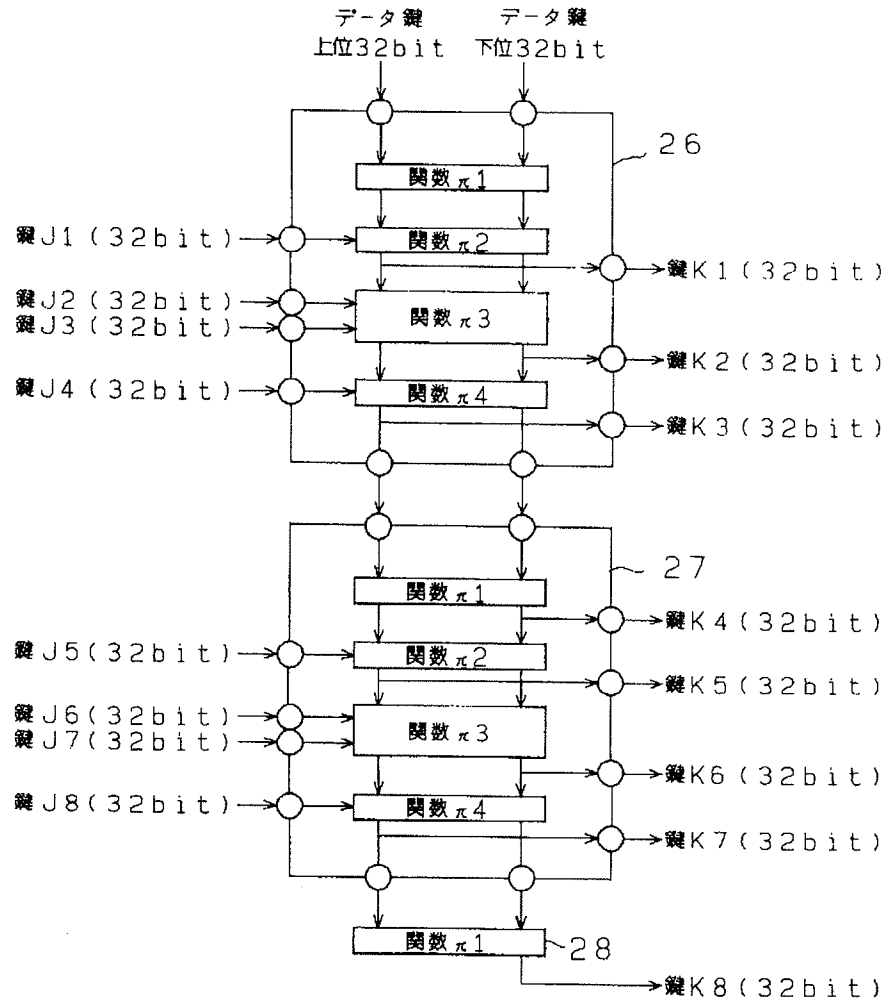 データ鍵 データ鍵
上位32bit 下位32bit
26
関数π1
鍵J1(32bit)
関数π2
鍵K1(32bit)
鍵J2(32bit)
関数π3
鍵J3(32bit)
鍵K2(32bit)
鍵J4(32bit)
関数π4
鍵K3(32bit)
27
関数π1
鍵K4(32bit)
鍵J5(32bit)
関数π2
鍵K5(32bit)
鍵J6(32bit)
関数π3
鍵J7(32bit)
鍵K6(32bit)
鍵J8(32bit)
関数π4
鍵K7(32bit)
関数π1
28
鍵K8(32bit)